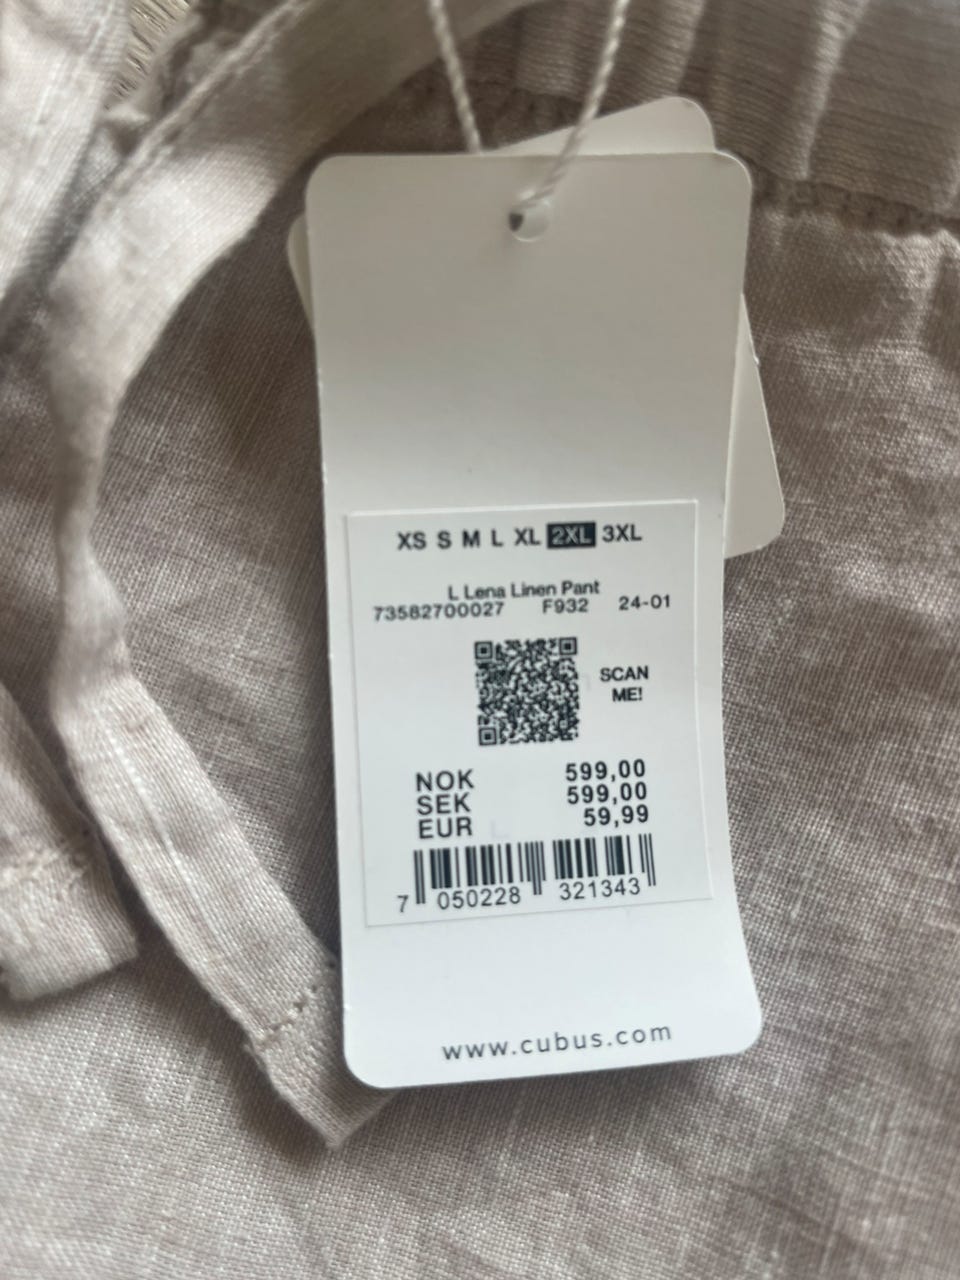 XS S M L XL 2XL 3XL
L Lena Linen Pant
73582700027 F932 24-01
SCAN
ME!
NOK 599,00
SEK 599,00
EUR 59,99
7 050228 321343
www.cubus.com